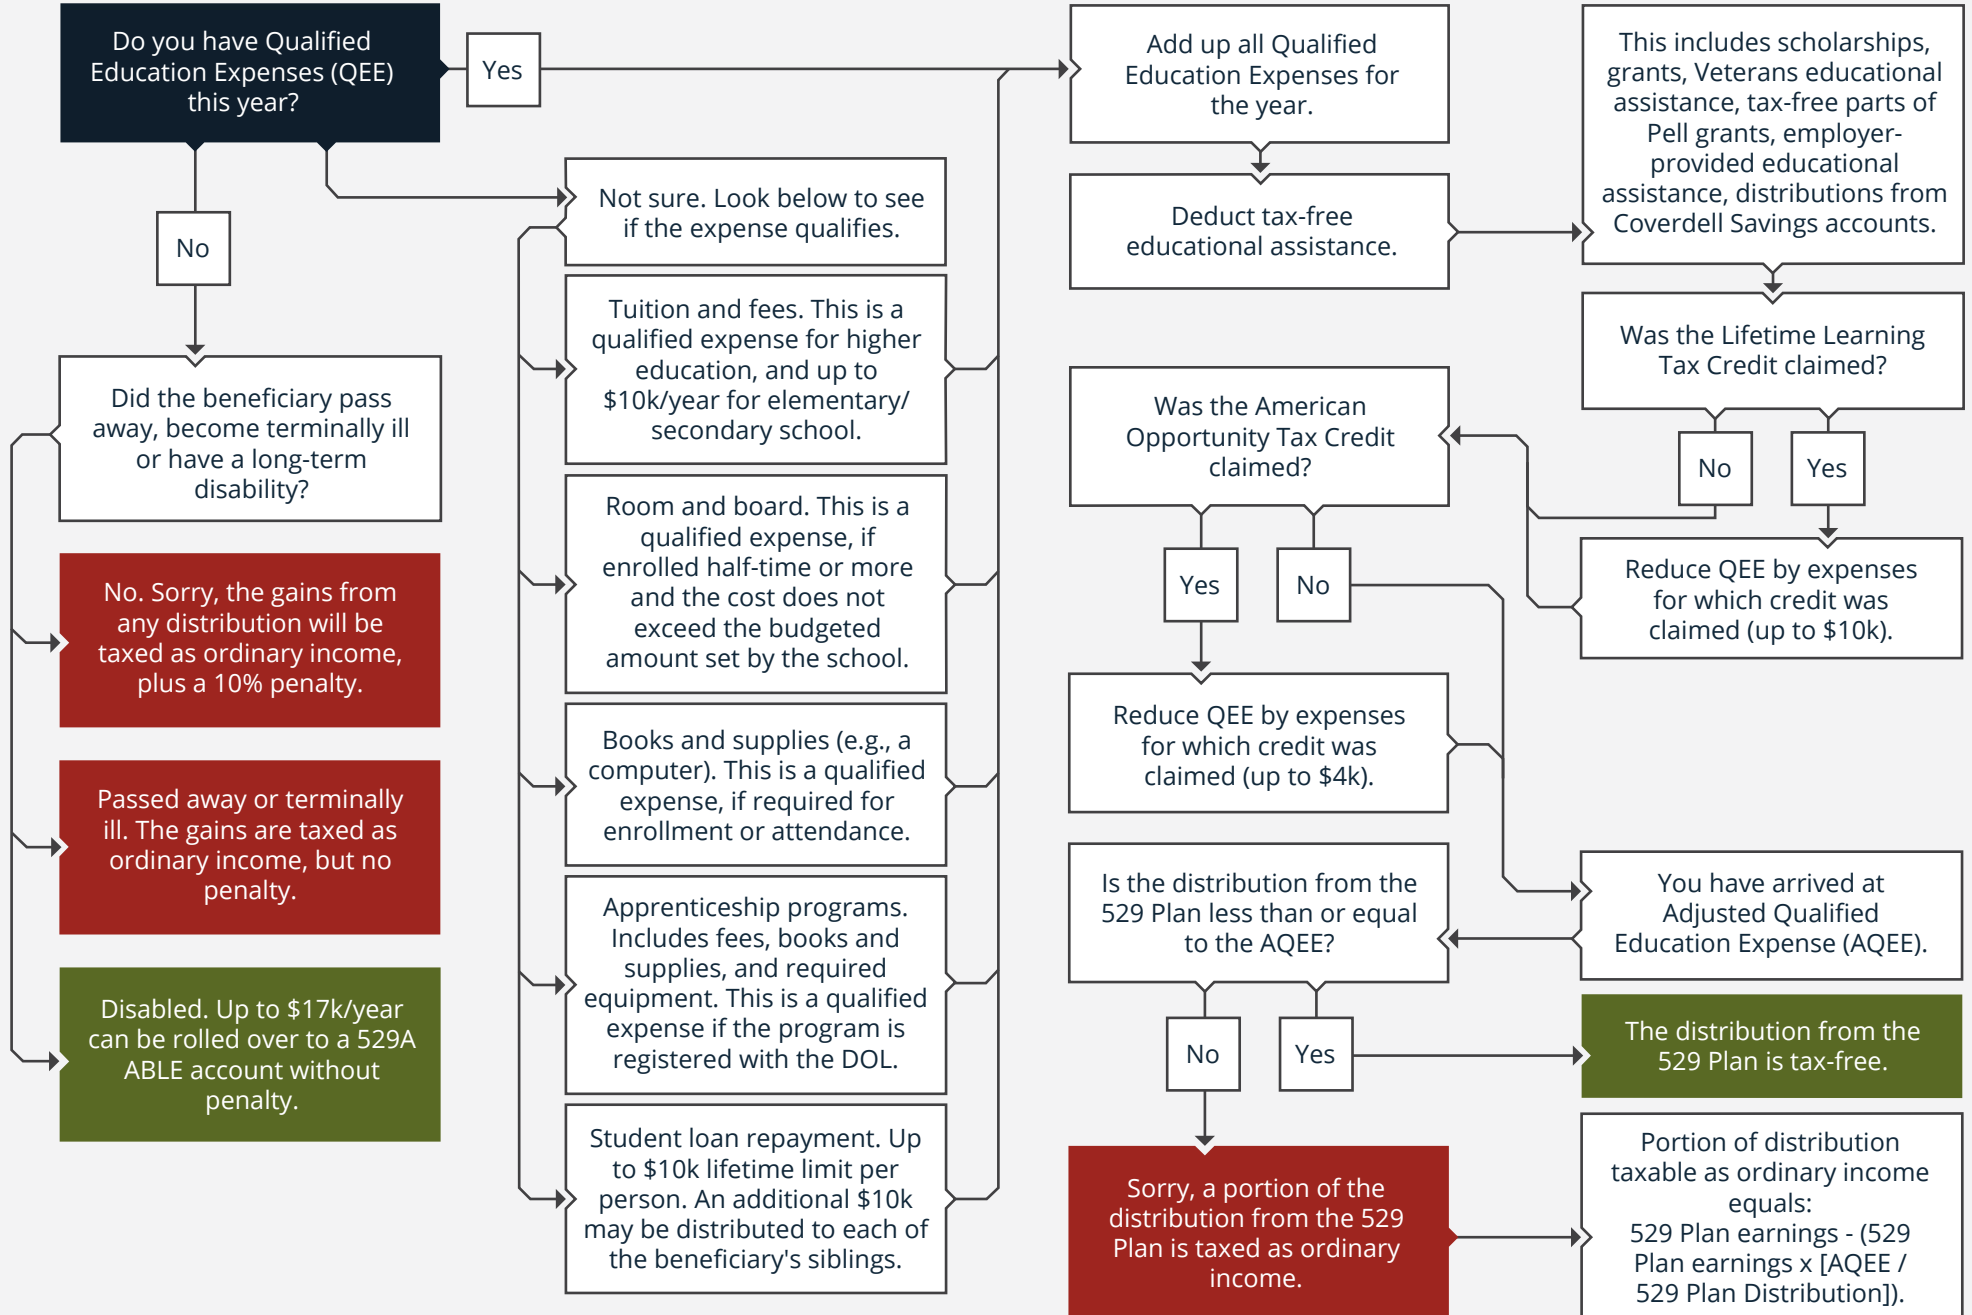 Do you have Qualified
Education Expenses (QEE)
this year?
Yes
No
Did the beneficiary pass
away, become terminally ill
or have a long-term
disability?
No. Sorry, the gains from
any distribution will be
taxed as ordinary income,
plus a 10% penalty.
Passed away or terminally
ill. The gains are taxed as
ordinary income, but no
penalty.
Disabled. Up to $17k/year
can be rolled over to a 529A
ABLE account without
penalty.
Not sure. Look below to see
if the expense qualifies.
Tuition and fees. This is a
qualified expense for higher
education, and up to
$10k/year for elementary/
secondary school.
Room and board. This is a
qualified expense, if
enrolled half-time or more
and the cost does not
exceed the budgeted
amount set by the school.
Books and supplies (e.g., a
computer). This is a qualified
expense, if required for
enrollment or attendance.
Apprenticeship programs.
Includes fees, books and
supplies, and required
equipment. This is a qualified
expense if the program is
registered with the DOL.
Student loan repayment. Up
to $10k lifetime limit per
person. An additional $10k
may be distributed to each of
the beneficiary's siblings.
Add up all Qualified
Education Expenses for
the year.
Deduct tax-free
educational assistance.
This includes scholarships,
grants, Veterans educational
assistance, tax-free parts of
Pell grants, employer-
provided educational
assistance, distributions from
Coverdell Savings accounts.
Was the Lifetime Learning
Tax Credit claimed?
No
Yes
Reduce QEE by expenses
for which credit was
claimed (up to $10k).
Was the American
Opportunity Tax Credit
claimed?
Yes
No
Reduce QEE by expenses
for which credit was
claimed (up to $4k).
You have arrived at
Adjusted Qualified
Education Expense (AQEE).
Is the distribution from the
529 Plan less than or equal
to the AQEE?
No
Yes
The distribution from the
529 Plan is tax-free.
Sorry, a portion of the
distribution from the 529
Plan is taxed as ordinary
income.
Portion of distribution
taxable as ordinary income
equals:
529 Plan earnings - (529
Plan earnings x [AQEE /
529 Plan Distribution]).